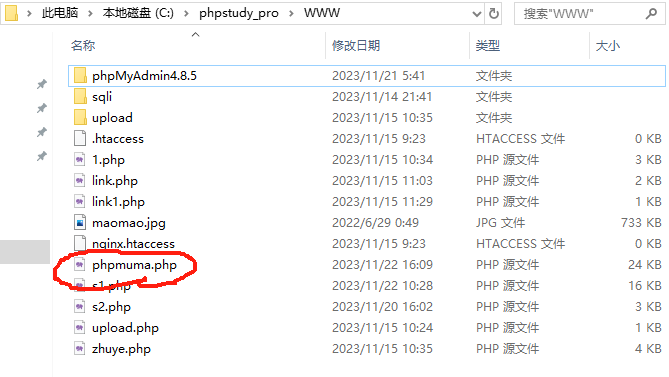 此电脑 › 本地磁盘 (C:) › phpstudy_pro › WWW 搜索"WWW"
名称 修改日期 类型 大小
phpMyAdmin4.8.5 2023/11/21 5:41 文件夹
sqli 2023/11/14 21:41 文件夹
upload 2023/11/15 10:35 文件夹
.htaccess 2023/11/15 9:23 HTACCESS 文件 0 KB
1.php 2023/11/15 10:34 PHP 源文件 3 KB
link.php 2023/11/15 11:03 PHP 源文件 2 KB
link1.php 2023/11/15 11:29 PHP 源文件 1 KB
maomao.jpg 2022/6/29 0:49 JPG 文件 733 KB
nginx.htaccess 2023/11/15 9:23 HTACCESS 文件 0 KB
phpmuma.php 2023/11/22 16:09 PHP 源文件 24 KB
s1.php 2023/11/22 10:28 PHP 源文件 16 KB
s2.php 2023/11/20 16:02 PHP 源文件 3 KB
upload.php 2023/11/15 10:24 PHP 源文件 1 KB
zhuye.php 2023/11/15 10:35 PHP 源文件 4 KB